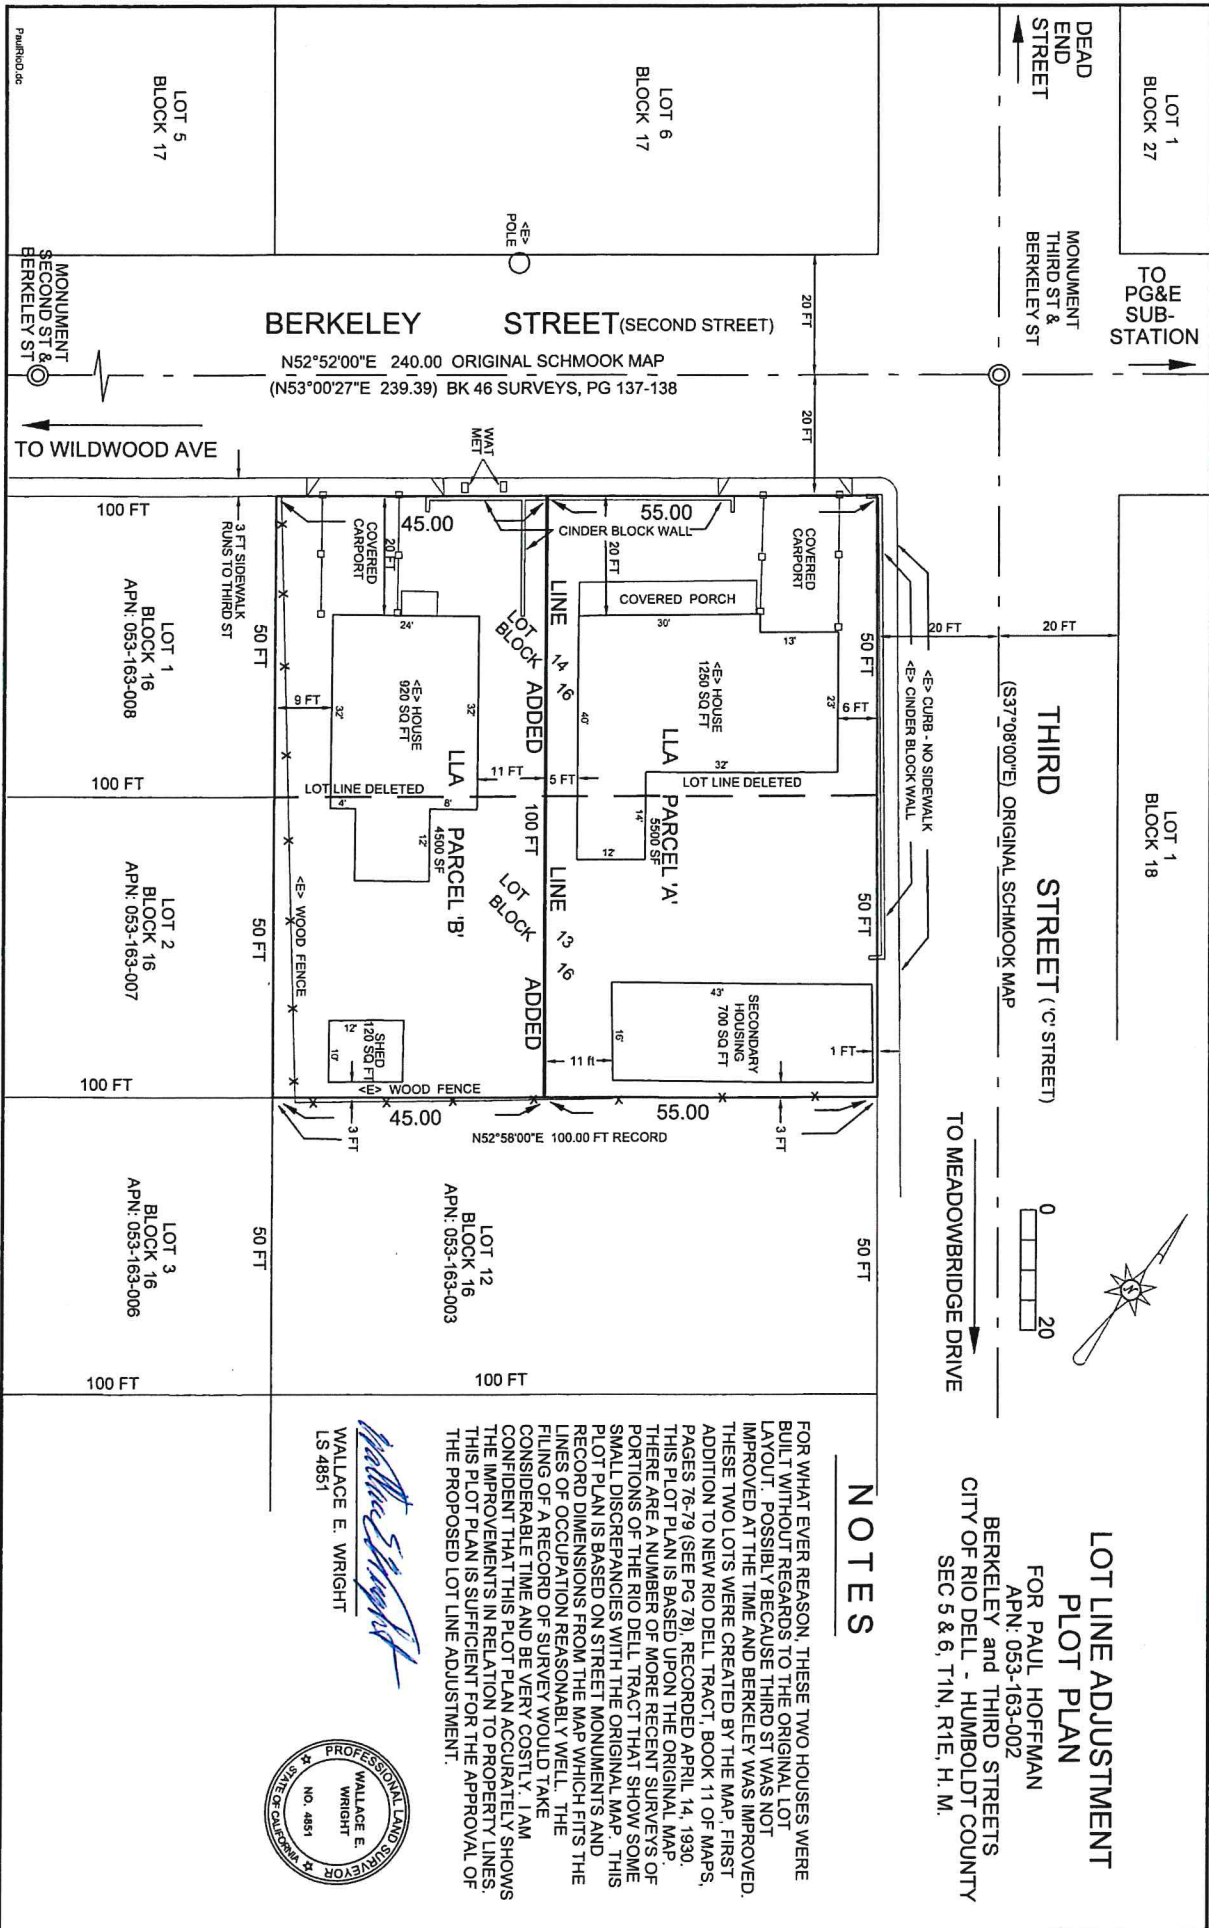 LOT LINE ADJUSTMENT
PLOT PLAN
FOR PAUL HOFFMAN
APN: 053-163-002
BERKELEY and THIRD STREETS
CITY OF RIO DELL - HUMBOLDT COUNTY
SEC 5 & 6, T1N, R1E, H. M.
NOTES
FOR WHAT EVER REASON, THESE TWO HOUSES WERE
BUILT WITHOUT REGARDS TO THE ORIGINAL LOT
LAYOUT. POSSIBLY BECAUSE THIRD ST WAS NOT
IMPROVED AT THE TIME AND BERKELEY WAS IMPROVED.
THESE TWO LOTS WERE CREATED BY THE MAP, FIRST
ADDITION TO NEW RIO DELL TRACT, BOOK 11 OF MAPS,
PAGES 76-79 (SEE PG 78), RECORDED APRIL 14, 1930.
THIS PLOT PLAN IS BASED UPON THE ORIGINAL MAP.
THERE ARE A NUMBER OF MORE RECENT SURVEYS OF
PORTIONS OF THE RIO DELL TRACT THAT SHOW SOME
SMALL DISCREPANCIES WITH THE ORIGINAL MAP. THIS
PLOT PLAN IS BASED ON STREET MONUMENTS AND
RECORD DIMENSIONS FROM THE MAP WHICH FITS THE
LINES OF OCCUPATION REASONABLY WELL. THE
FILING OF A RECORD OF SURVEY WOULD TAKE
CONSIDERABLE TIME AND BE VERY COSTLY. I AM
CONFIDENT THAT THIS PLOT PLAN ACCURATELY SHOWS
THE IMPROVEMENTS IN RELATION TO PROPERTY LINES.
THIS PLOT PLAN IS SUFFICIENT FOR THE APPROVAL OF
THE PROPOSED LOT LINE ADJUSTMENT.
Wallace E. Wright
WALLACE E. WRIGHT
LS 4851
PROFESSIONAL LAND SURVEYOR
WALLACE E.
WRIGHT
NO. 4851
STATE OF CALIFORNIA
LOT 1
BLOCK 27
DEAD
END
STREET
MONUMENT
THIRD ST &
BERKELEY ST
TO
PG&E
SUB-
STATION
LOT 1
BLOCK 18
THIRD STREET ('C' STREET)
(S37°08'00"E) ORIGINAL SCHMOOK MAP
TO MEADOWBRIDGE DRIVE
0
20
N
20 FT
20 FT
<E> CURB - NO SIDEWALK
<E> CINDER BLOCK WALL
LOT 6
BLOCK 17
LOT 5
BLOCK 17
PaulRioD.dc
<E>
POLE
20 FT
20 FT
BERKELEY STREET (SECOND STREET)
N52°52'00"E 240.00 ORIGINAL SCHMOOK MAP
(N53°00'27"E 239.39) BK 46 SURVEYS, PG 137-138
MONUMENT
SECOND ST &
BERKELEY ST
TO WILDWOOD AVE
WAT
MET
3 FT SIDEWALK
RUNS TO THIRD ST
45.00
55.00
CINDER BLOCK WALL
COVERED
CARPORT
20 FT
COVERED
CARPORT
20 FT
COVERED PORCH
30'
13'
23'
32'
40'
14'
12'
<E> HOUSE
1250 SQ FT
50 FT
6 FT
LLA PARCEL 'A'
5500 SF
LOT LINE DELETED
50 FT
SECONDARY
HOUSING
700 SQ FT
43'
16'
1 FT
11 ft
LINE ADDED LINE ADDED
LOT 14
BLOCK 16
LOT 13
BLOCK 16
100 FT
5 FT
11 FT
24'
32'
32'
<E> HOUSE
920 SQ FT
9 FT
LOT LINE DELETED
4'
8'
12'
LLA PARCEL 'B'
4500 SF
<E> WOOD FENCE
SHED
120 SQ FT
12'
10'
<E> WOOD FENCE
3 FT
45.00
55.00
3 FT
N52°58'00"E 100.00 FT RECORD
100 FT
50 FT
LOT 1
BLOCK 16
APN: 053-163-008
100 FT
50 FT
LOT 2
BLOCK 16
APN: 053-163-007
100 FT
50 FT
LOT 3
BLOCK 16
APN: 053-163-006
100 FT
LOT 12
BLOCK 16
APN: 053-163-003
50 FT
100 FT